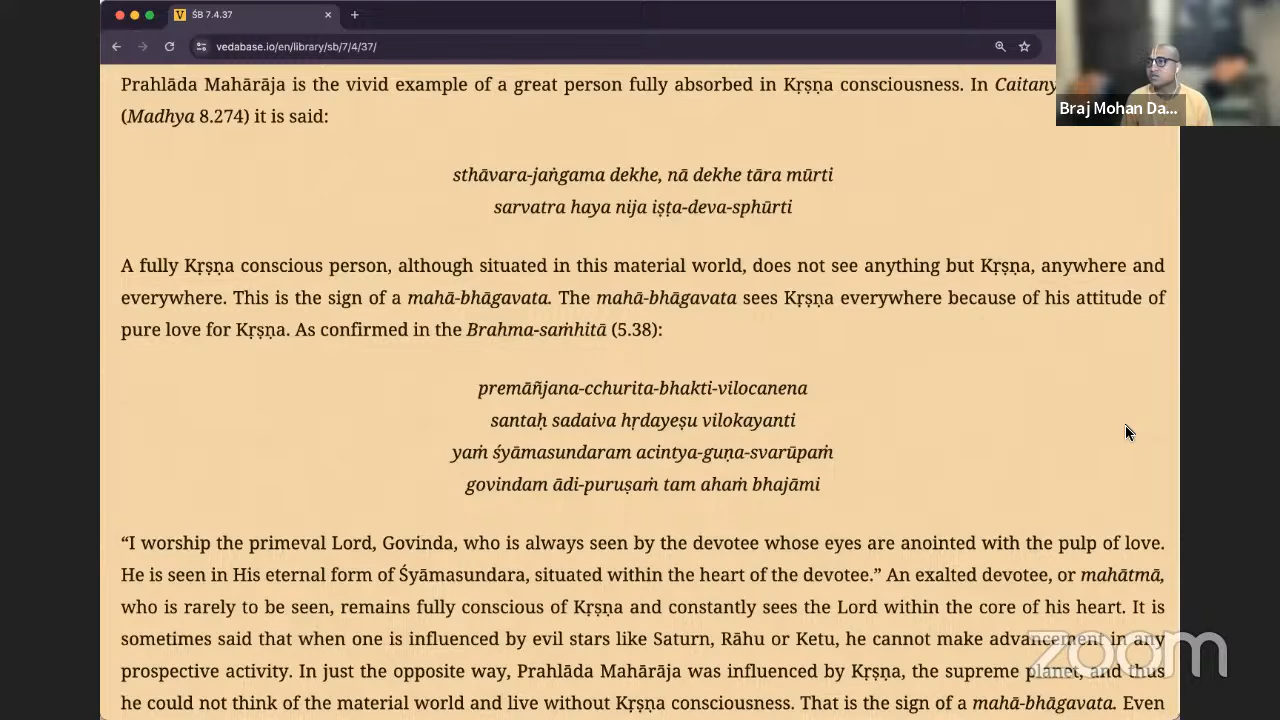 ŚB 7.4.37
vedabase.io/en/library/sb/7/4/37/
Braj Mohan Da...
Prahlāda Mahārāja is the vivid example of a great person fully absorbed in Kṛṣṇa consciousness. In Caitany
(Madhya 8.274) it is said:
sthāvara-jaṅgama dekhe, nā dekhe tāra mūrti
sarvatra haya nija iṣṭa-deva-sphūrti
A fully Kṛṣṇa conscious person, although situated in this material world, does not see anything but Kṛṣṇa, anywhere and
everywhere. This is the sign of a mahā-bhāgavata. The mahā-bhāgavata sees Kṛṣṇa everywhere because of his attitude of
pure love for Kṛṣṇa. As confirmed in the Brahma-saṁhitā (5.38):
premāñjana-cchurita-bhakti-vilocanena
santaḥ sadaiva hṛdayeṣu vilokayanti
yaṁ śyāmasundaram acintya-guṇa-svarūpaṁ
govindam ādi-puruṣaṁ tam ahaṁ bhajāmi
“I worship the primeval Lord, Govinda, who is always seen by the devotee whose eyes are anointed with the pulp of love.
He is seen in His eternal form of Śyāmasundara, situated within the heart of the devotee.” An exalted devotee, or mahātmā,
who is rarely to be seen, remains fully conscious of Kṛṣṇa and constantly sees the Lord within the core of his heart. It is
sometimes said that when one is influenced by evil stars like Saturn, Rāhu or Ketu, he cannot make advancement in any
prospective activity. In just the opposite way, Prahlāda Mahārāja was influenced by Kṛṣṇa, the supreme planet, and thus
he could not think of the material world and live without Kṛṣṇa consciousness. That is the sign of a mahā-bhāgavata. Even
zoom